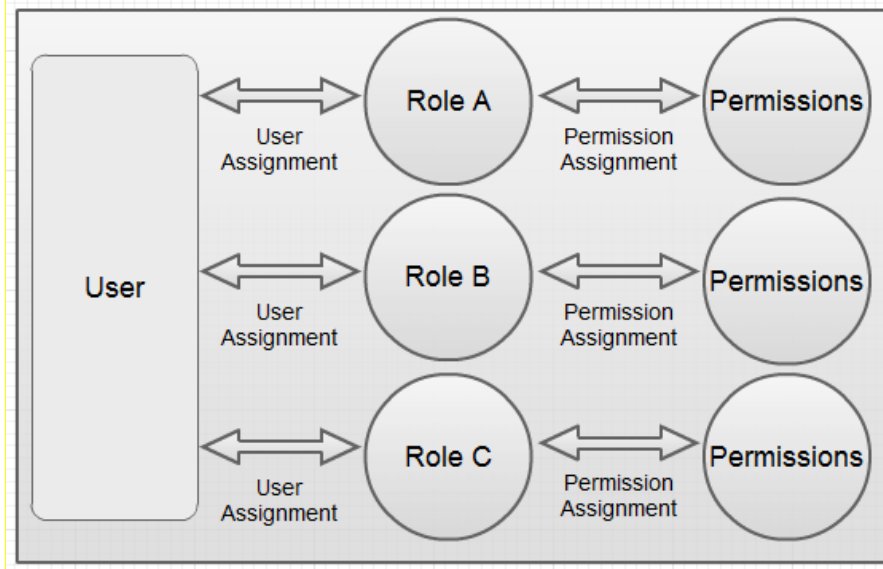 User
User
Assignment
Role A
Permission
Assignment
Permissions
User
Assignment
Role B
Permission
Assignment
Permissions
User
Assignment
Role C
Permission
Assignment
Permissions